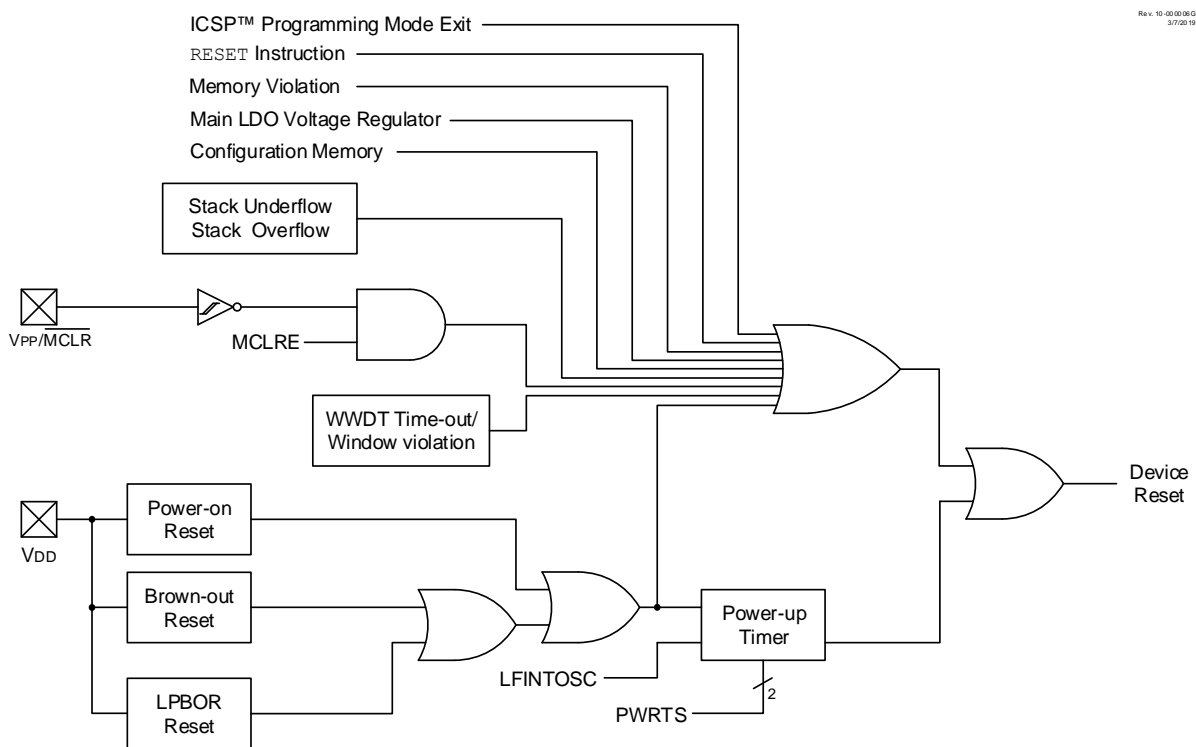 Rev. 10-000006G
3/7/2019
ICSP™ Programming Mode Exit
RESET Instruction
Memory Violation
Main LDO Voltage Regulator
Configuration Memory
Stack Underflow
Stack Overflow
VPP/MCLR
MCLRE
WWDT Time-out/
Window violation
Device
Reset
Power-on
Reset
VDD
Brown-out
Reset
Power-up
Timer
LFINTOSC
LPBOR
Reset
2
PWRTS